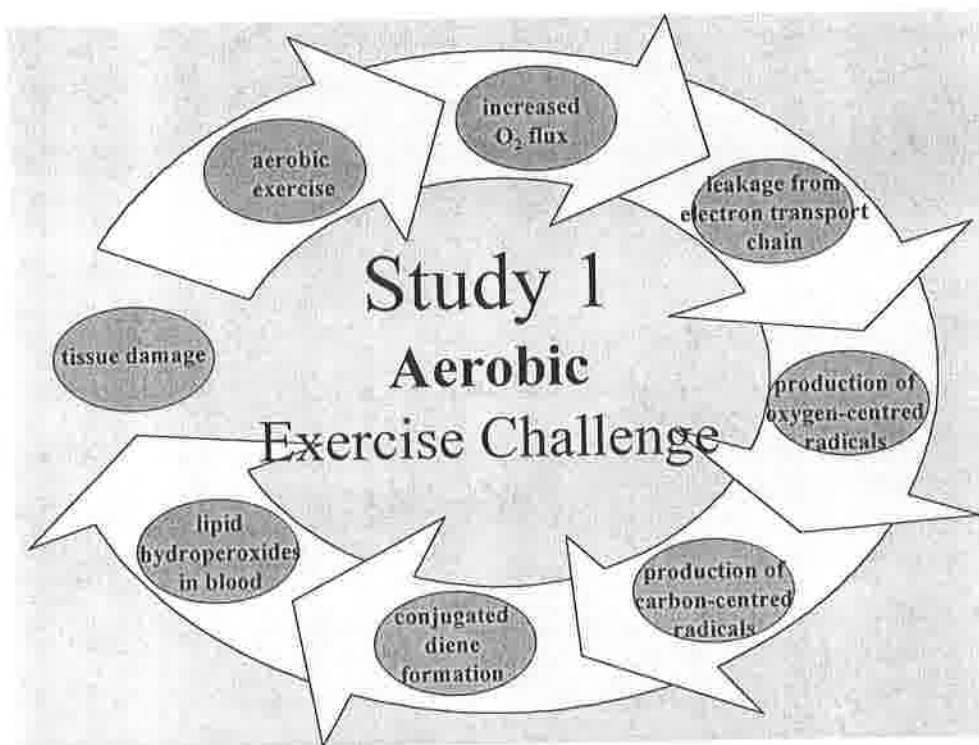 Study 1
Aerobic
Exercise Challenge
aerobic
exercise
increased
O₂ flux
leakage from
electron transport
chain
production of
oxygen-centred
radicals
production of
carbon-centred
radicals
conjugated
diene
formation
lipid
hydroperoxides
in blood
tissue damage